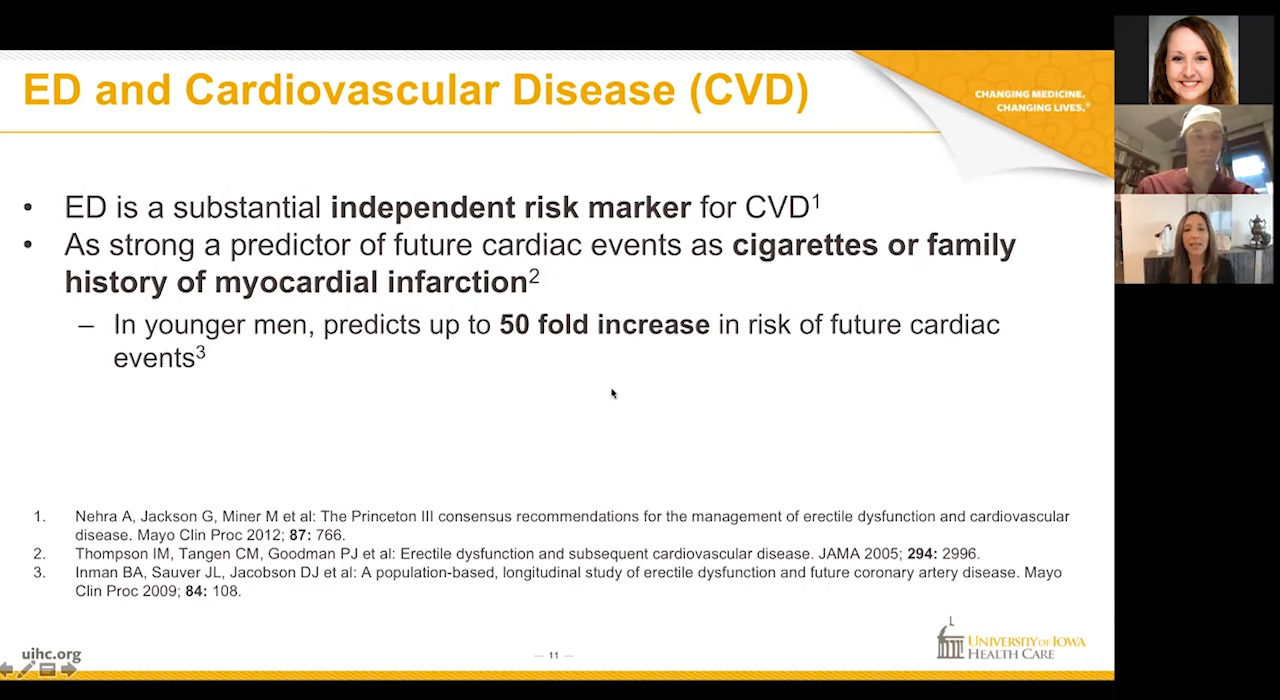 ED and Cardiovascular Disease (CVD)
CHANGING MEDICINE.
CHANGING LIVES.®
• ED is a substantial independent risk marker for CVD1
• As strong a predictor of future cardiac events as cigarettes or family
history of myocardial infarction2
– In younger men, predicts up to 50 fold increase in risk of future cardiac
events3
1. Nehra A, Jackson G, Miner M et al: The Princeton III consensus recommendations for the management of erectile dysfunction and cardiovascular
disease. Mayo Clin Proc 2012; 87: 766.
2. Thompson IM, Tangen CM, Goodman PJ et al: Erectile dysfunction and subsequent cardiovascular disease. JAMA 2005; 294: 2996.
3. Inman BA, Sauver JL, Jacobson DJ et al: A population-based, longitudinal study of erectile dysfunction and future coronary artery disease. Mayo
Clin Proc 2009; 84: 108.
uihc.org
— 11 —
UNIVERSITY OF IOWA
HEALTH CARE